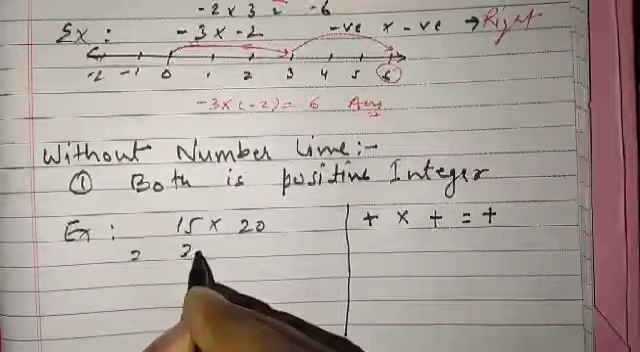 -2 x 3 = -6
Ex : -3 x -2 -ve x -ve → Right
-2 -1 0 1 2 3 4 5 6
-3 x (-2) = 6 Ans
Without Number Line :-
① Both is positive Integer
Ex : 15 x 20 + x + = +
= 3